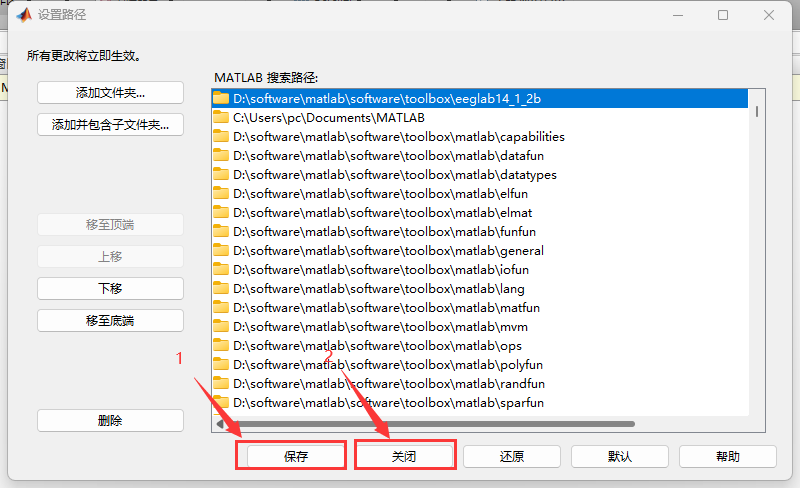 设置路径
所有更改将立即生效。
添加文件夹...
添加并包含子文件夹...
移至顶端
上移
下移
移至底端
删除
MATLAB 搜索路径:
D:\software\matlab\software\toolbox\eeglab14_1_2b
C:\Users\pc\Documents\MATLAB
D:\software\matlab\software\toolbox\matlab\capabilities
D:\software\matlab\software\toolbox\matlab\datafun
D:\software\matlab\software\toolbox\matlab\datatypes
D:\software\matlab\software\toolbox\matlab\elfun
D:\software\matlab\software\toolbox\matlab\elmat
D:\software\matlab\software\toolbox\matlab\funfun
D:\software\matlab\software\toolbox\matlab\general
D:\software\matlab\software\toolbox\matlab\iofun
D:\software\matlab\software\toolbox\matlab\lang
D:\software\matlab\software\toolbox\matlab\matfun
D:\software\matlab\software\toolbox\matlab\mvm
D:\software\matlab\software\toolbox\matlab\ops
D:\software\matlab\software\toolbox\matlab\polyfun
D:\software\matlab\software\toolbox\matlab\randfun
D:\software\matlab\software\toolbox\matlab\sparfun
1
2
保存
关闭
还原
默认
帮助